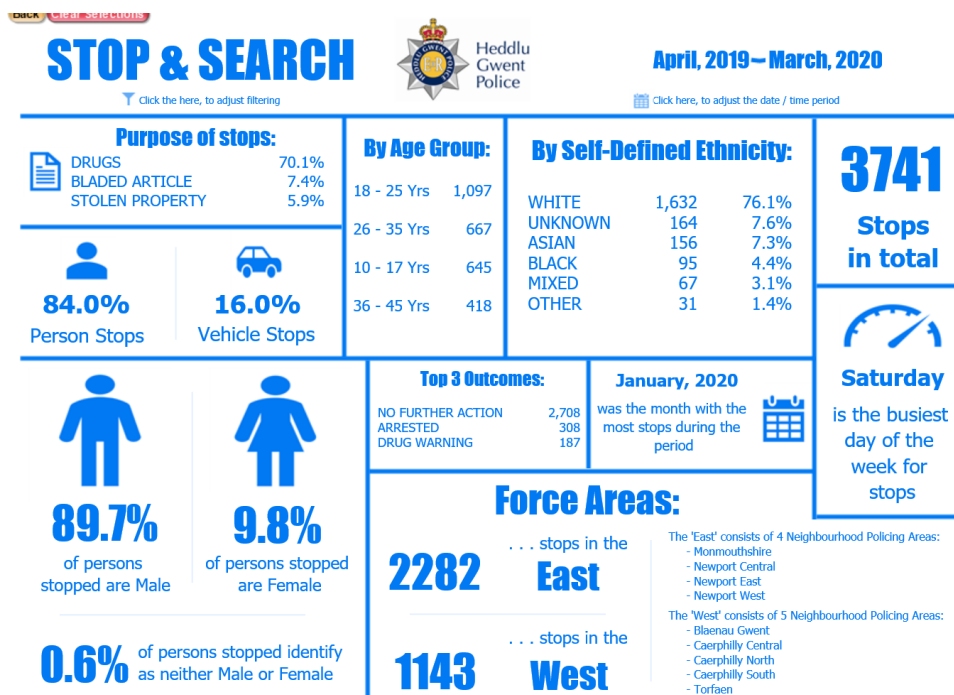 Back Clear Selections
STOP & SEARCH
Heddlu
Gwent
Police
April, 2019 – March, 2020
Click the here, to adjust filtering
Click here, to adjust the date / time period
Purpose of stops:
DRUGS 70.1%
BLADED ARTICLE 7.4%
STOLEN PROPERTY 5.9%
84.0%
Person Stops
16.0%
Vehicle Stops
By Age Group:
18 - 25 Yrs 1,097
26 - 35 Yrs 667
10 - 17 Yrs 645
36 - 45 Yrs 418
By Self-Defined Ethnicity:
WHITE 1,632 76.1%
UNKNOWN 164 7.6%
ASIAN 156 7.3%
BLACK 95 4.4%
MIXED 67 3.1%
OTHER 31 1.4%
3741
Stops
in total
Saturday
is the busiest
day of the
week for
stops
89.7%
of persons
stopped are Male
9.8%
of persons stopped
are Female
0.6%
of persons stopped identify
as neither Male or Female
Top 3 Outcomes:
NO FURTHER ACTION 2,708
ARRESTED 308
DRUG WARNING 187
January, 2020
was the month with the
most stops during the
period
Force Areas:
2282
. . . stops in the
East
1143
. . . stops in the
West
The 'East' consists of 4 Neighbourhood Policing Areas:
- Monmouthshire
- Newport Central
- Newport East
- Newport West
The 'West' consists of 5 Neighbourhood Policing Areas:
- Blaenau Gwent
- Caerphilly Central
- Caerphilly North
- Caerphilly South
- Torfaen